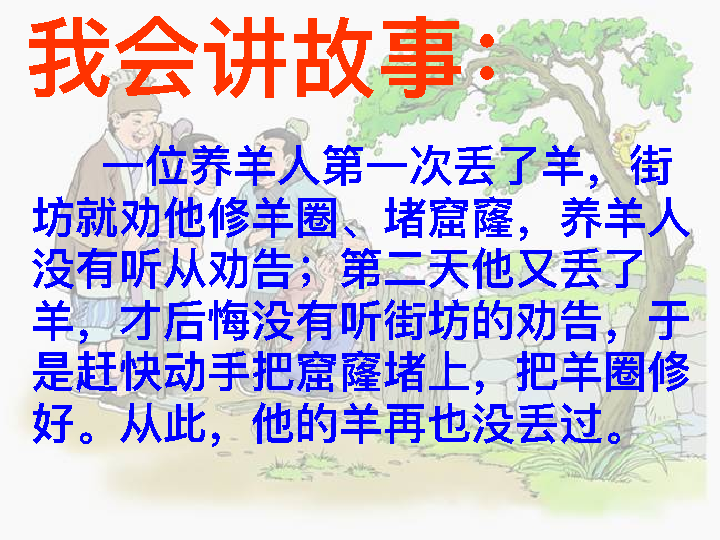 我会讲故事：
一位养羊人第一次丢了羊，街
坊就劝他修羊圈、堵窟窿，养羊人
没有听从劝告；第二天他又丢了
羊，才后悔没有听街坊的劝告，于
是赶快动手把窟窿堵上，把羊圈修
好。从此，他的羊再也没丢过。